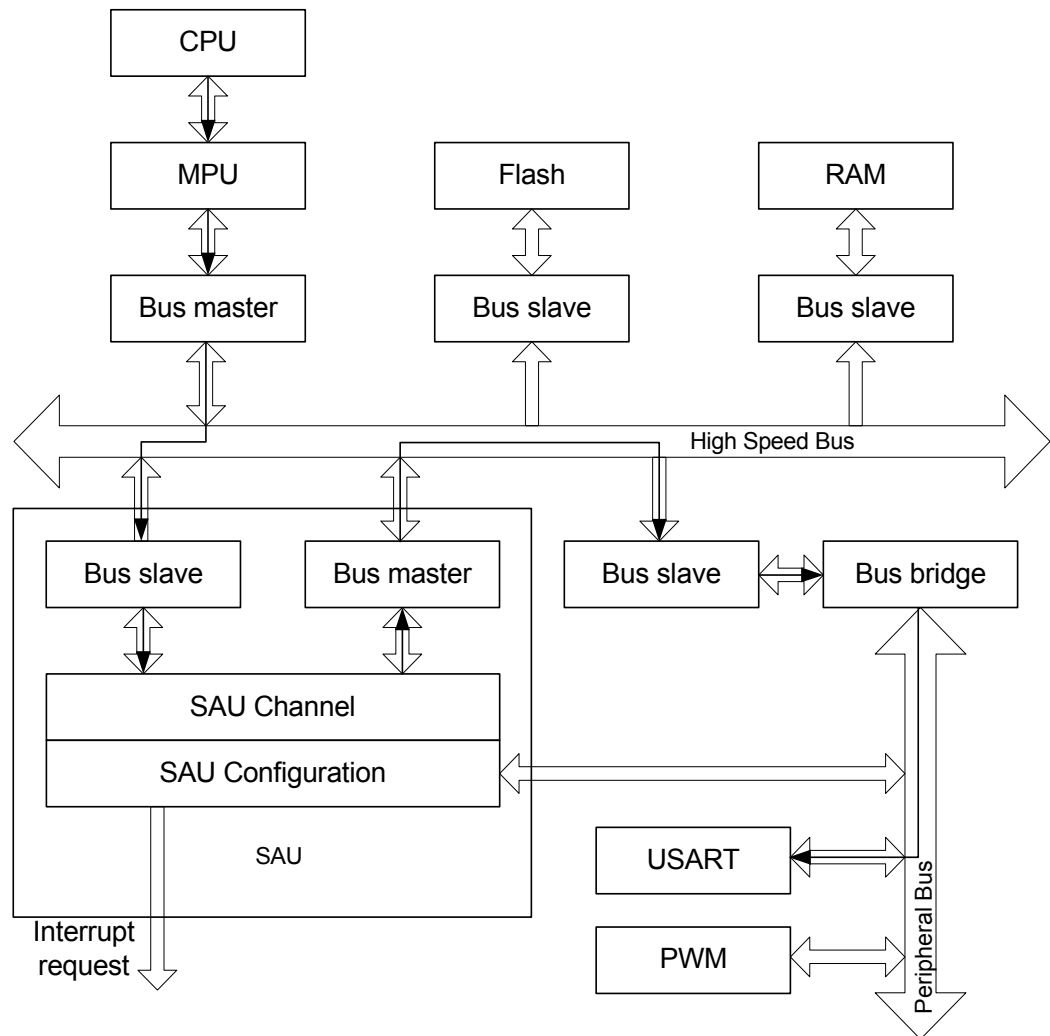 CPU
MPU
Flash
RAM
Bus master
Bus slave
Bus slave
High Speed Bus
Bus slave
Bus master
Bus slave
Bus bridge
SAU Channel
SAU Configuration
USART
SAU
Interrupt
request
PWM
Peripheral Bus